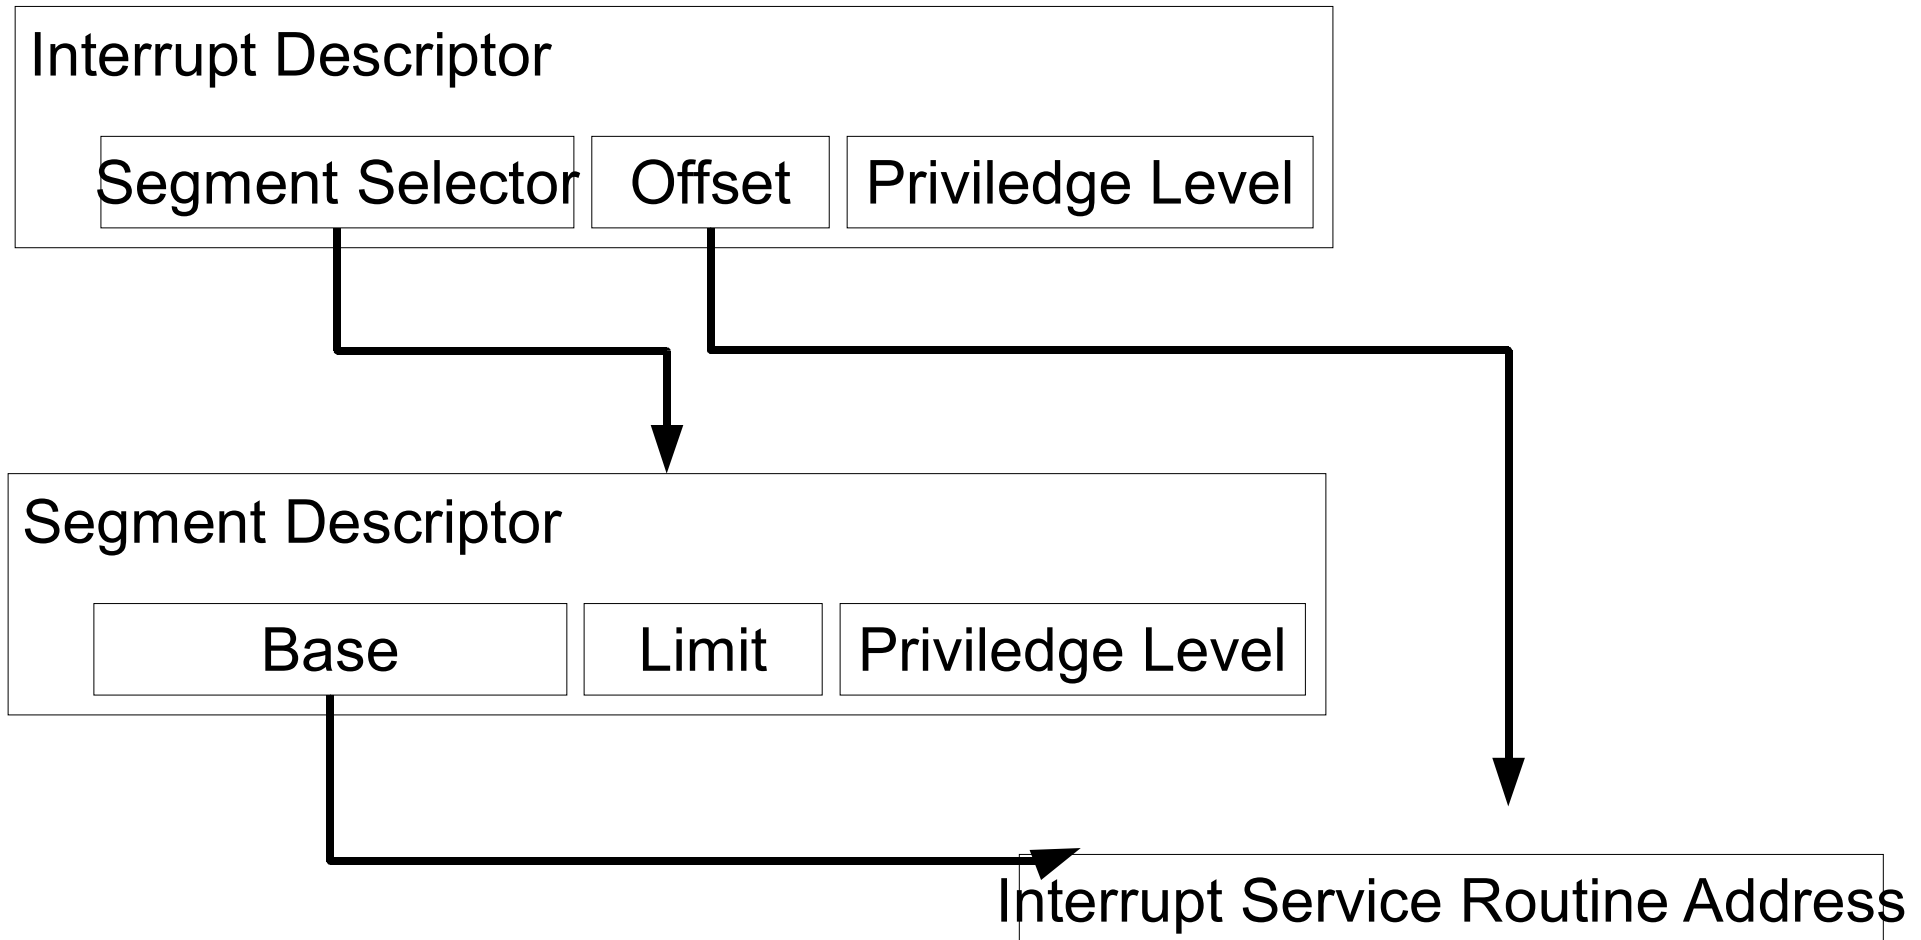 Interrupt Descriptor
Segment Selector Offset Priviledge Level
Segment Descriptor
Base Limit Priviledge Level
Interrupt Service Routine Address